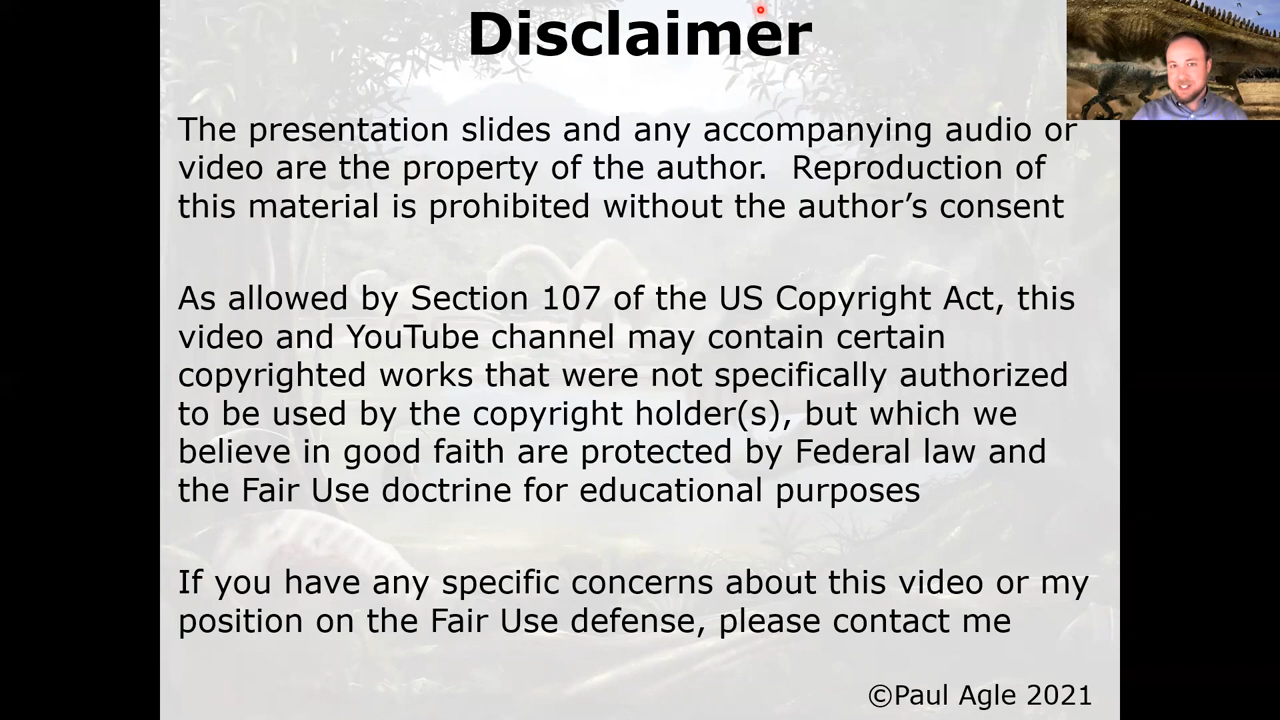 Disclaimer
The presentation slides and any accompanying audio or
video are the property of the author.  Reproduction of
this material is prohibited without the author’s consent
As allowed by Section 107 of the US Copyright Act, this
video and YouTube channel may contain certain
copyrighted works that were not specifically authorized
to be used by the copyright holder(s), but which we
believe in good faith are protected by Federal law and
the Fair Use doctrine for educational purposes
If you have any specific concerns about this video or my
position on the Fair Use defense, please contact me
©Paul Agle 2021